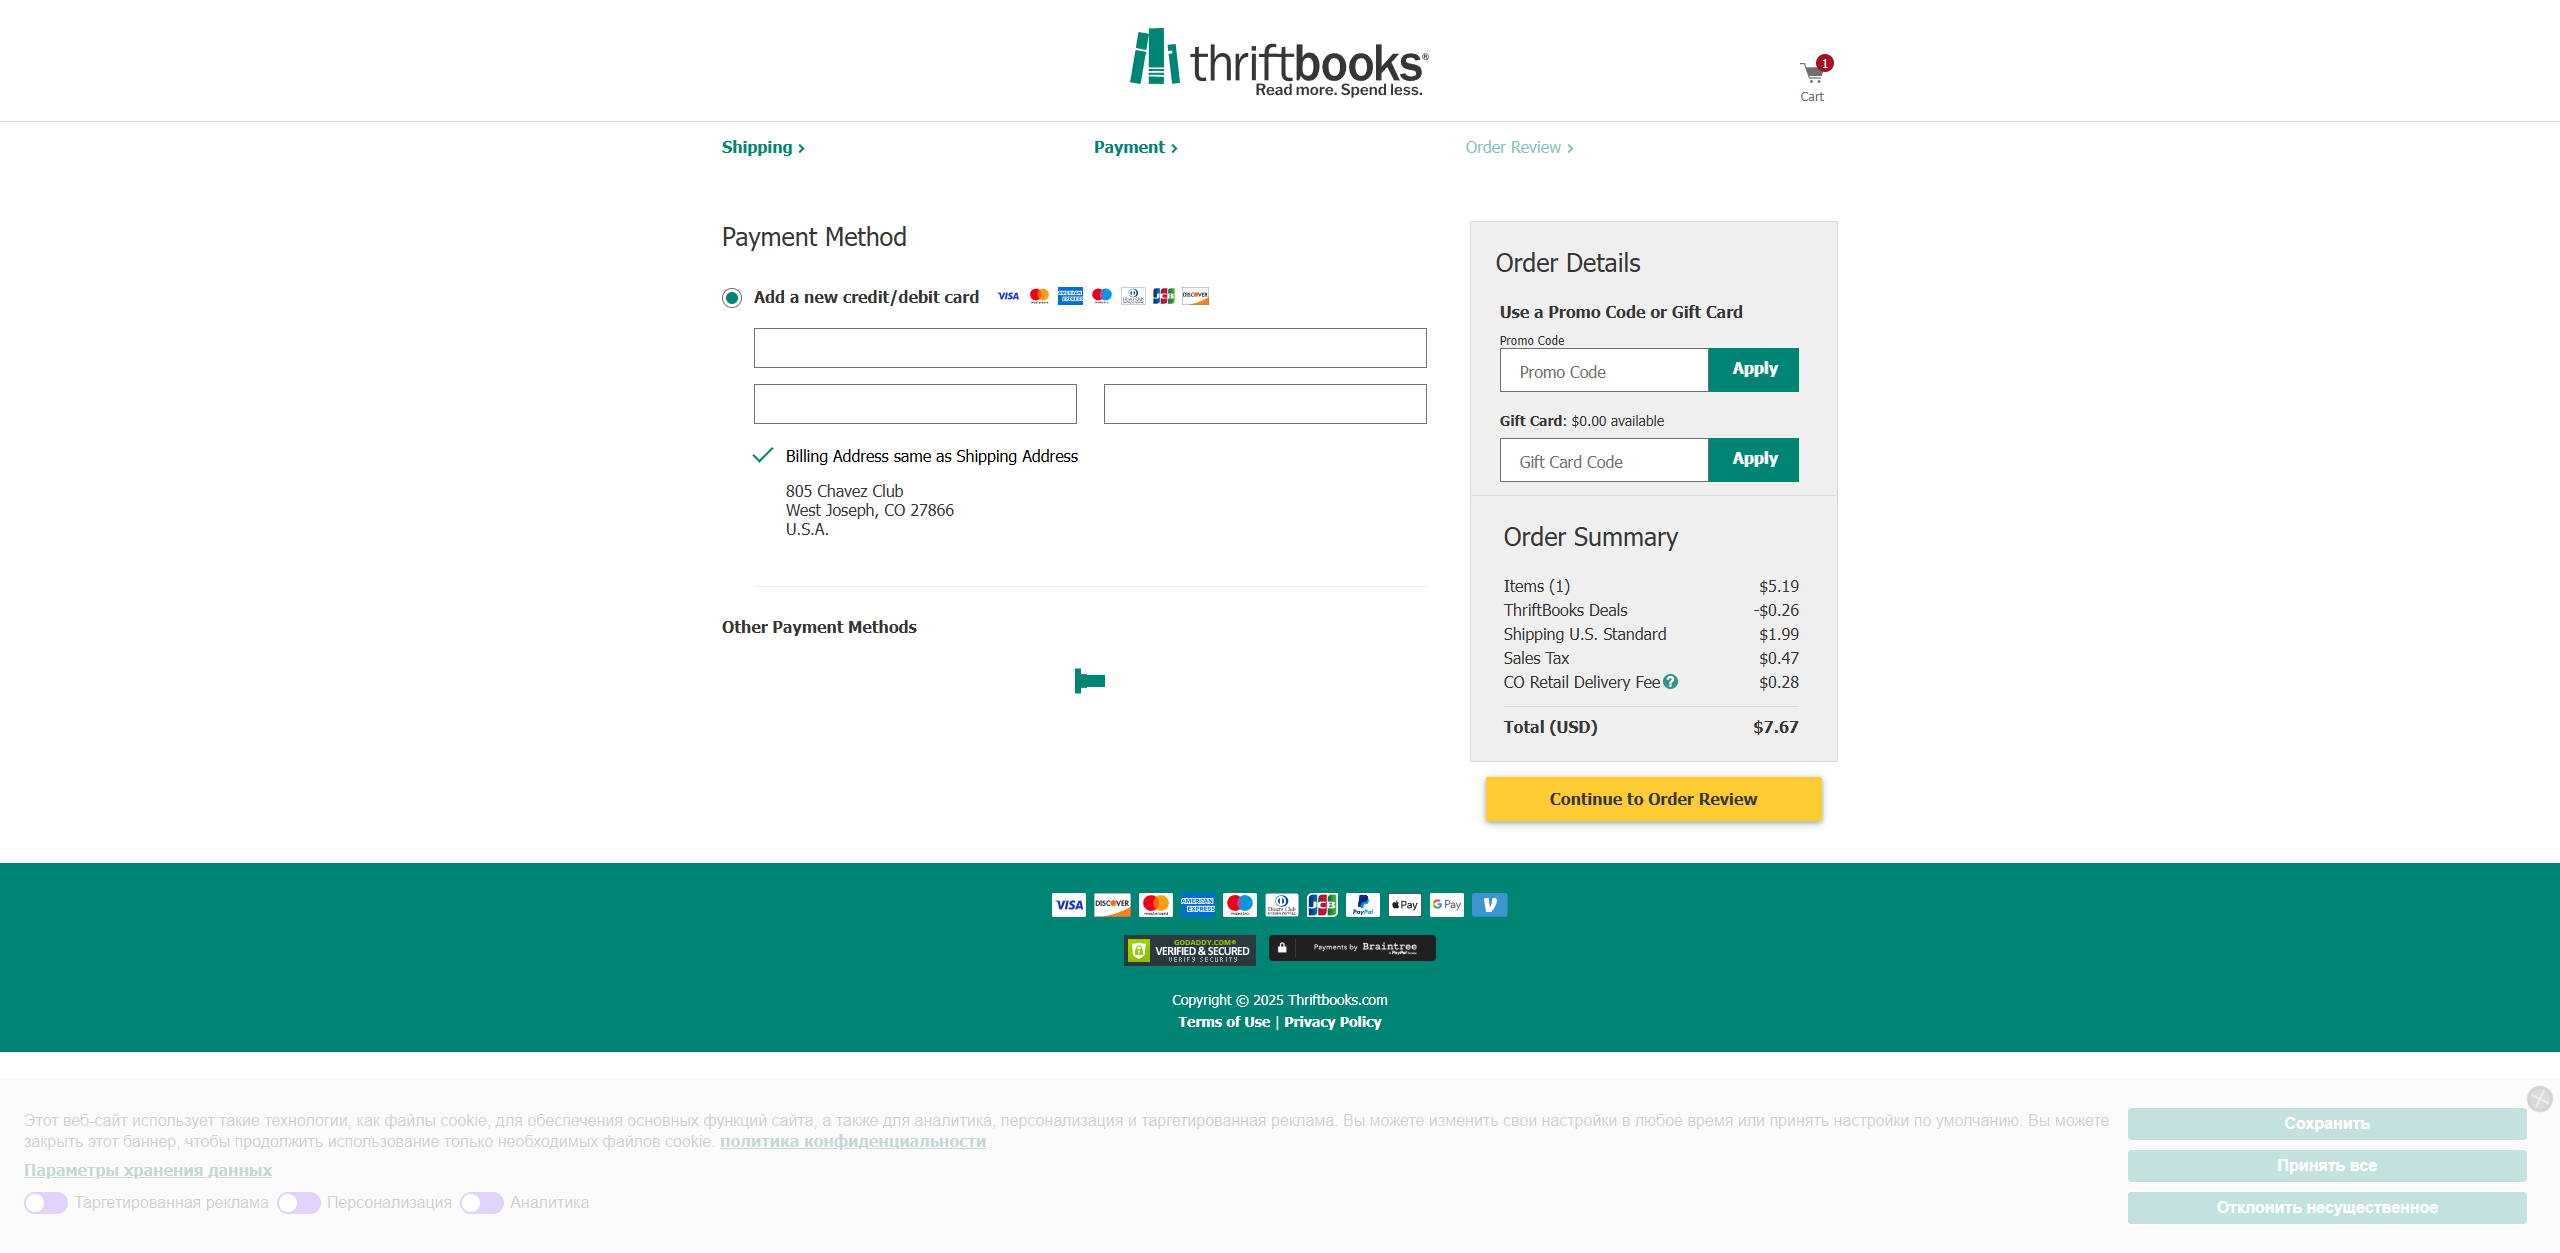 thriftbooks®
Read more. Spend less.
1
Cart
Shipping
Payment
Order Review
Payment Method
Add a new credit/debit card
VISA
AMERICAN EXPRESS
JCB
DISCOVER
Billing Address same as Shipping Address
805 Chavez Club
West Joseph, CO 27866
U.S.A.
Other Payment Methods
Order Details
Use a Promo Code or Gift Card
Promo Code
Promo Code
Apply
Gift Card: $0.00 available
Gift Card Code
Apply
Order Summary
Items (1) $5.19
ThriftBooks Deals -$0.26
Shipping U.S. Standard $1.99
Sales Tax $0.47
CO Retail Delivery Fee ? $0.28
Total (USD) $7.67
Continue to Order Review
VISA DISCOVER mastercard AMERICAN EXPRESS maestro Diners Club JCB PayPal Pay G Pay V
GODADDY.COM®
VERIFIED & SECURED
VERIFY SECURITY
Payments by Braintree
Copyright © 2025 Thriftbooks.com
Terms of Use | Privacy Policy
Этот веб-сайт использует такие технологии, как файлы cookie, для обеспечения основных функций сайта, а также для аналитика, персонализация и таргетированная реклама. Вы можете изменить свои настройки в любое время или принять настройки по умолчанию. Вы можете
закрыть этот баннер, чтобы продолжить использование только необходимых файлов cookie. политика конфиденциальности
Параметры хранения данных
Таргетированная реклама Персонализация Аналитика
Сохранить
Принять все
Отклонить несущественное